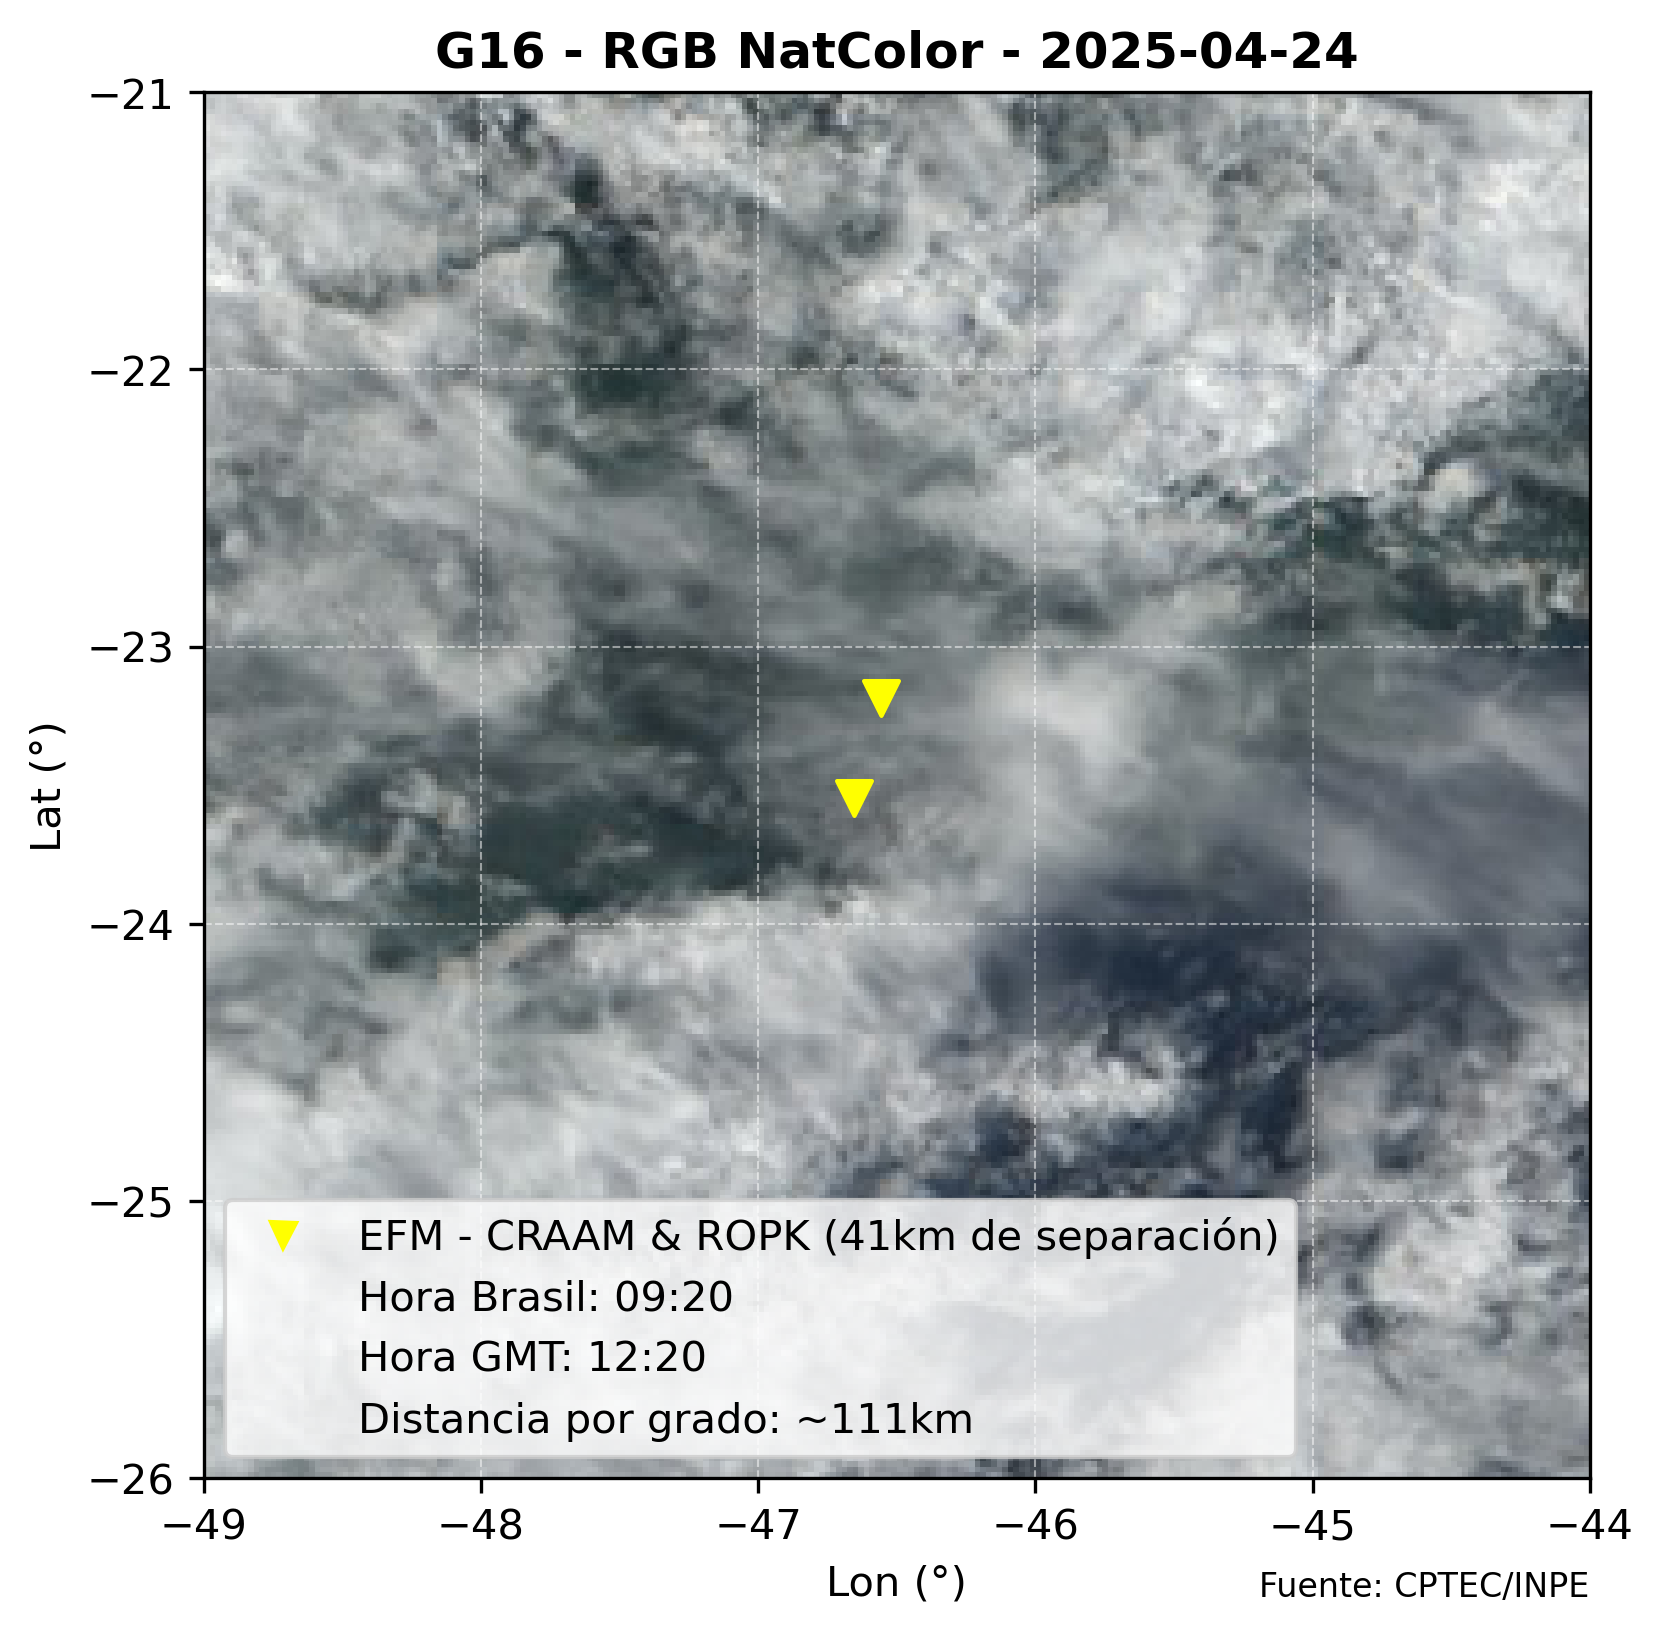 G16 - RGB NatColor - 2025-04-24
−21
−22
−23
−24
−25
−26
Lat (°)
EFM - CRAAM & ROPK (41km de separación)
Hora Brasil: 09:20
Hora GMT: 12:20
Distancia por grado: ~111km
−49 −48 −47 −46 −45 −44
Lon (°)
Fuente: CPTEC/INPE